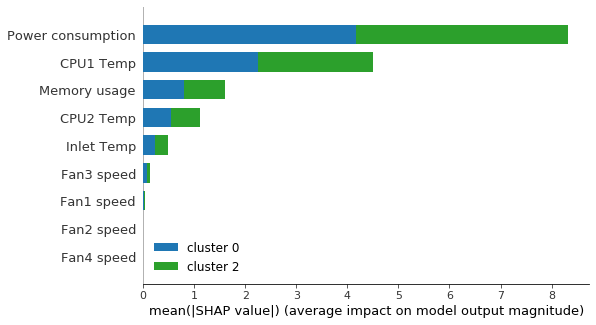 Power consumption
CPU1 Temp
Memory usage
CPU2 Temp
Inlet Temp
Fan3 speed
Fan1 speed
Fan2 speed
Fan4 speed
cluster 0
cluster 2
0 1 2 3 4 5 6 7 8
mean(|SHAP value|) (average impact on model output magnitude)